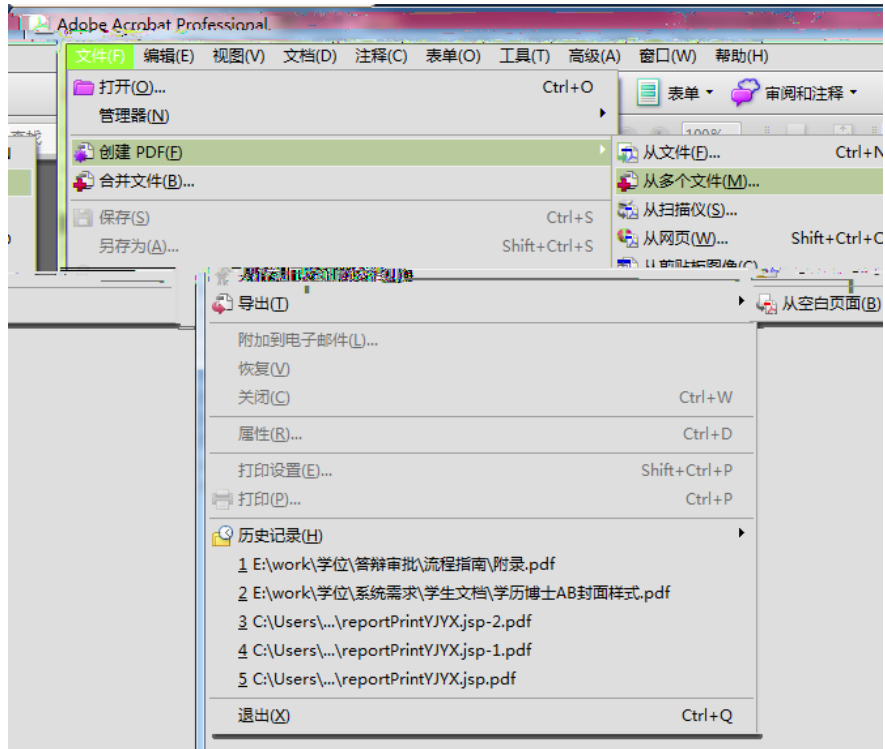 Adobe Acrobat Professional.
文件(F) 编辑(E) 视图(V) 文档(D) 注释(C) 表单(O) 工具(T) 高级(A) 窗口(W) 帮助(H)
打开(O)... Ctrl+O
表单 审阅和注释
管理器(N)
100%
创建 PDF(F) 从文件(F)... Ctrl+N
合并文件(B)... 从多个文件(M)...
保存(S) Ctrl+S 从扫描仪(S)...
另存为(A)... Shift+Ctrl+S 从网页(W)... Shift+Ctrl+O
从剪贴板图像(C)
导出(T) 从空白页面(B)
附加到电子邮件(L)...
恢复(V)
关闭(C) Ctrl+W
属性(R)... Ctrl+D
打印设置(E)... Shift+Ctrl+P
打印(P)... Ctrl+P
历史记录(H)
1 E:\work\学位\答辩审批\流程指南\附录.pdf
2 E:\work\学位\系统需求\学生文档\学历博士AB封面样式.pdf
3 C:\Users\...\reportPrintYJYX.jsp-2.pdf
4 C:\Users\...\reportPrintYJYX.jsp-1.pdf
5 C:\Users\...\reportPrintYJYX.jsp.pdf
退出(X) Ctrl+Q